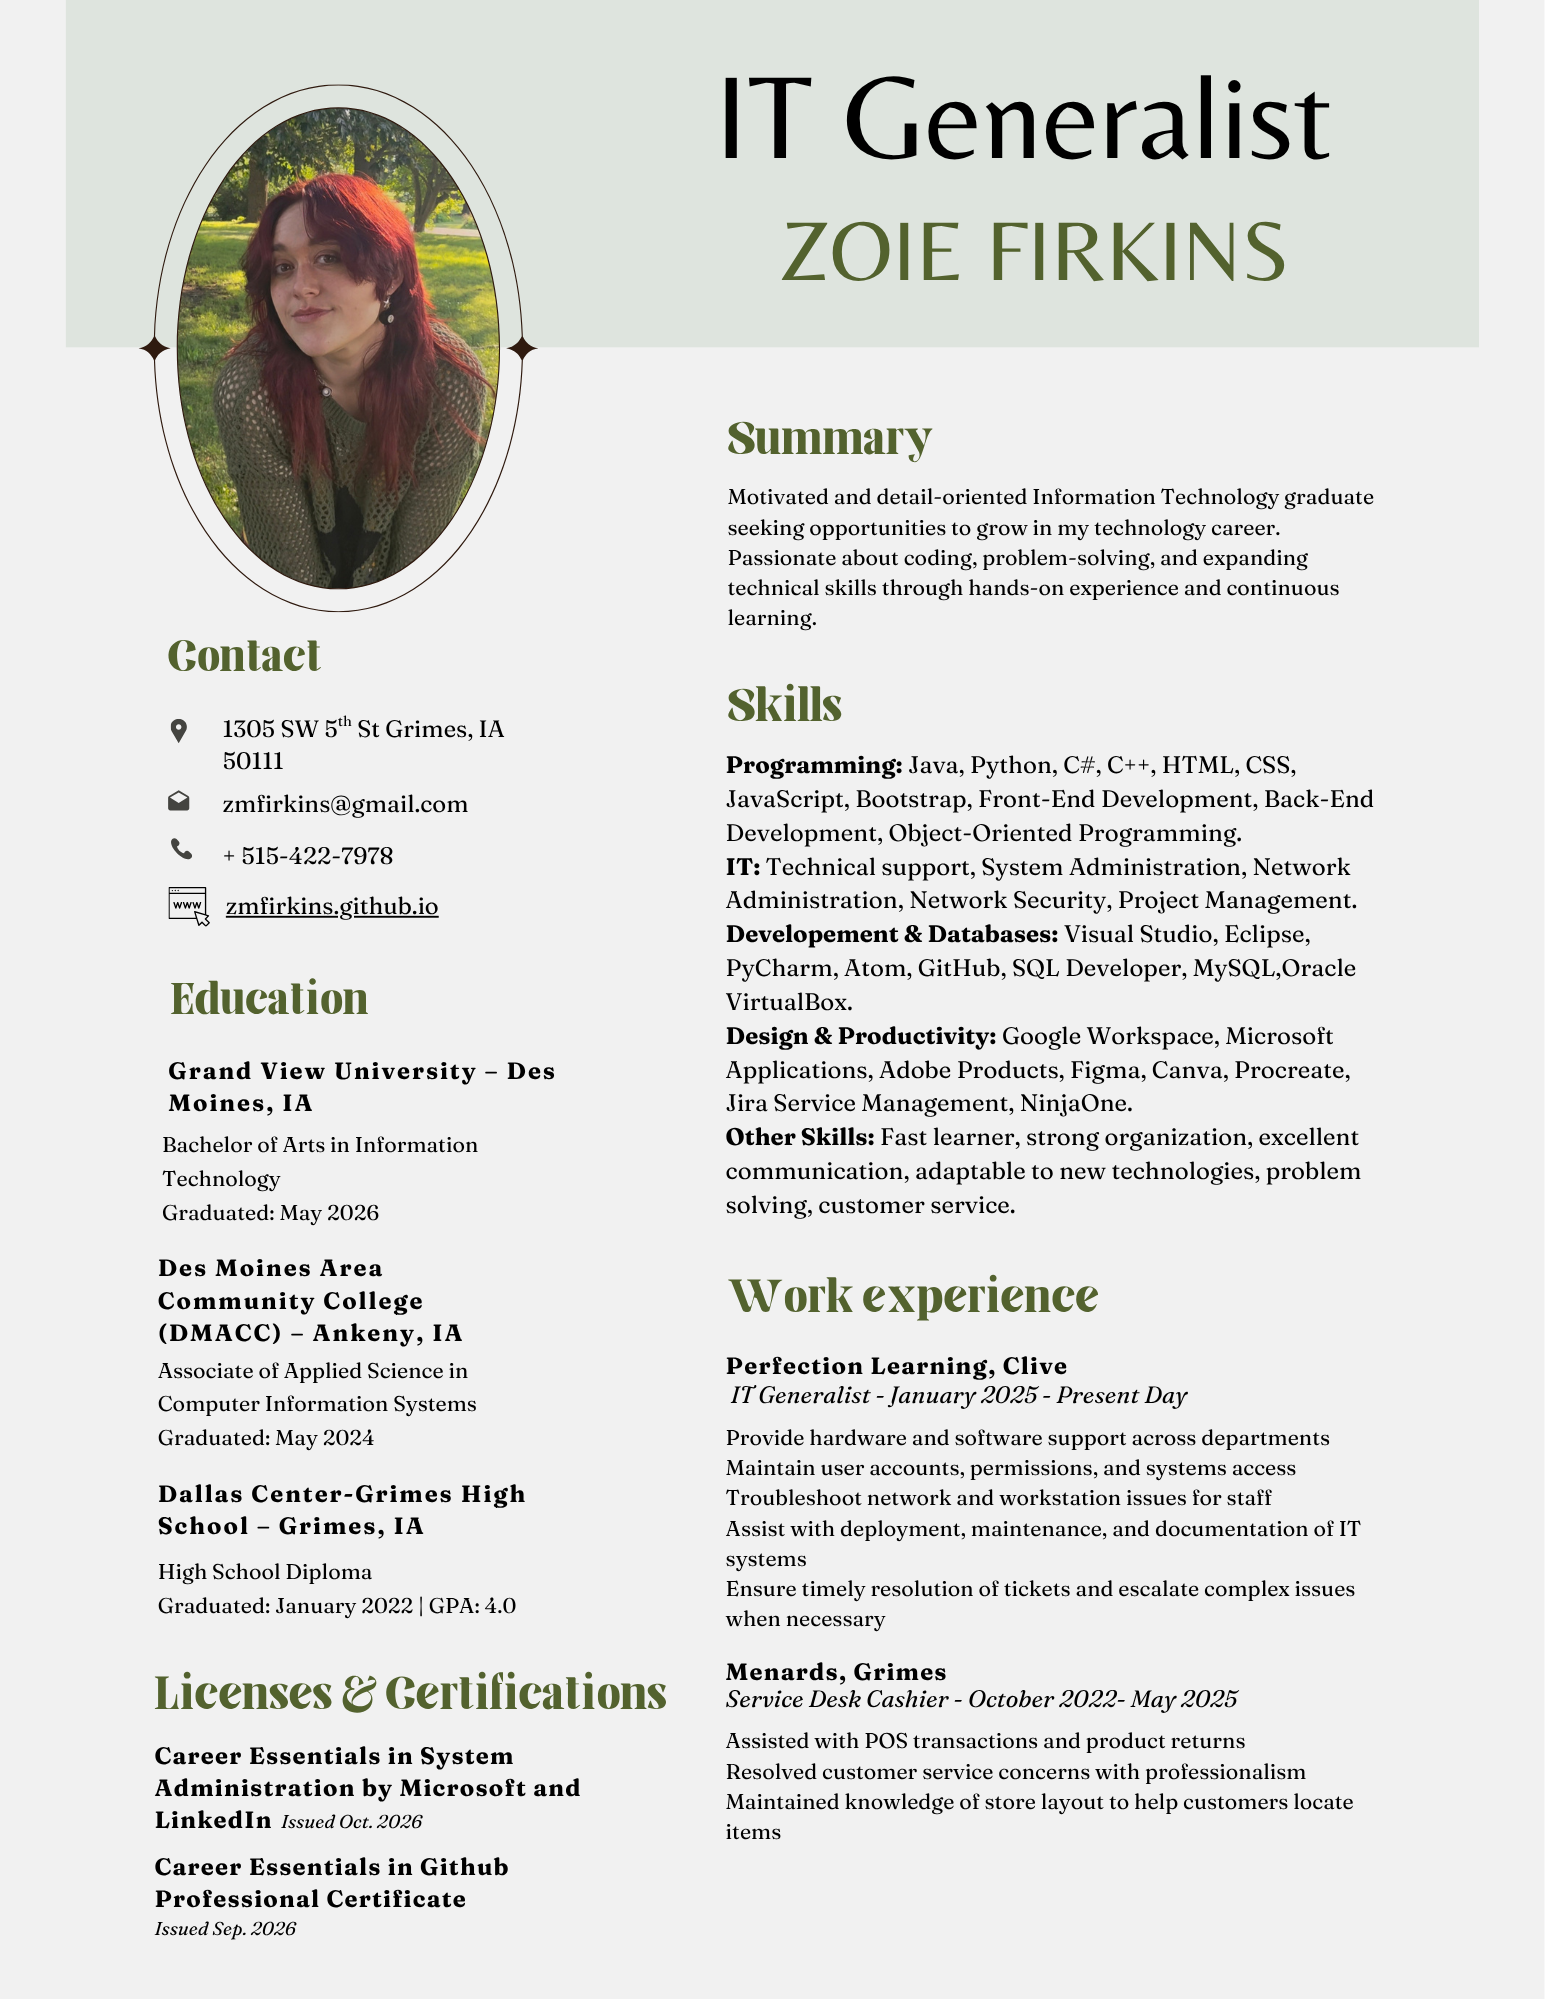 IT Generalist
ZOIE FIRKINS
Contact
1305 SW 5th St Grimes, IA
50111
zmfirkins@gmail.com
+ 515-422-7978
www
zmfirkins.github.io
Education
Grand View University – Des
Moines, IA
Bachelor of Arts in Information
Technology
Graduated: May 2026
Des Moines Area
Community College
(DMACC) – Ankeny, IA
Associate of Applied Science in
Computer Information Systems
Graduated: May 2024
Dallas Center-Grimes High
School – Grimes, IA
High School Diploma
Graduated: January 2022 | GPA: 4.0
Licenses & Certifications
Career Essentials in System
Administration by Microsoft and
LinkedIn Issued Oct. 2026
Career Essentials in Github
Professional Certificate
Issued Sep. 2026
Summary
Motivated and detail-oriented Information Technology graduate
seeking opportunities to grow in my technology career.
Passionate about coding, problem-solving, and expanding
technical skills through hands-on experience and continuous
learning.
Skills
Programming: Java, Python, C#, C++, HTML, CSS,
JavaScript, Bootstrap, Front-End Development, Back-End
Development, Object-Oriented Programming.
IT: Technical support, System Administration, Network
Administration, Network Security, Project Management.
Developement & Databases: Visual Studio, Eclipse,
PyCharm, Atom, GitHub, SQL Developer, MySQL,Oracle
VirtualBox.
Design & Productivity: Google Workspace, Microsoft
Applications, Adobe Products, Figma, Canva, Procreate,
Jira Service Management, NinjaOne.
Other Skills: Fast learner, strong organization, excellent
communication, adaptable to new technologies, problem
solving, customer service.
Work experience
Perfection Learning, Clive
IT Generalist - January 2025 - Present Day
Provide hardware and software support across departments
Maintain user accounts, permissions, and systems access
Troubleshoot network and workstation issues for staff
Assist with deployment, maintenance, and documentation of IT
systems
Ensure timely resolution of tickets and escalate complex issues
when necessary
Menards, Grimes
Service Desk Cashier - October 2022- May 2025
Assisted with POS transactions and product returns
Resolved customer service concerns with professionalism
Maintained knowledge of store layout to help customers locate
items